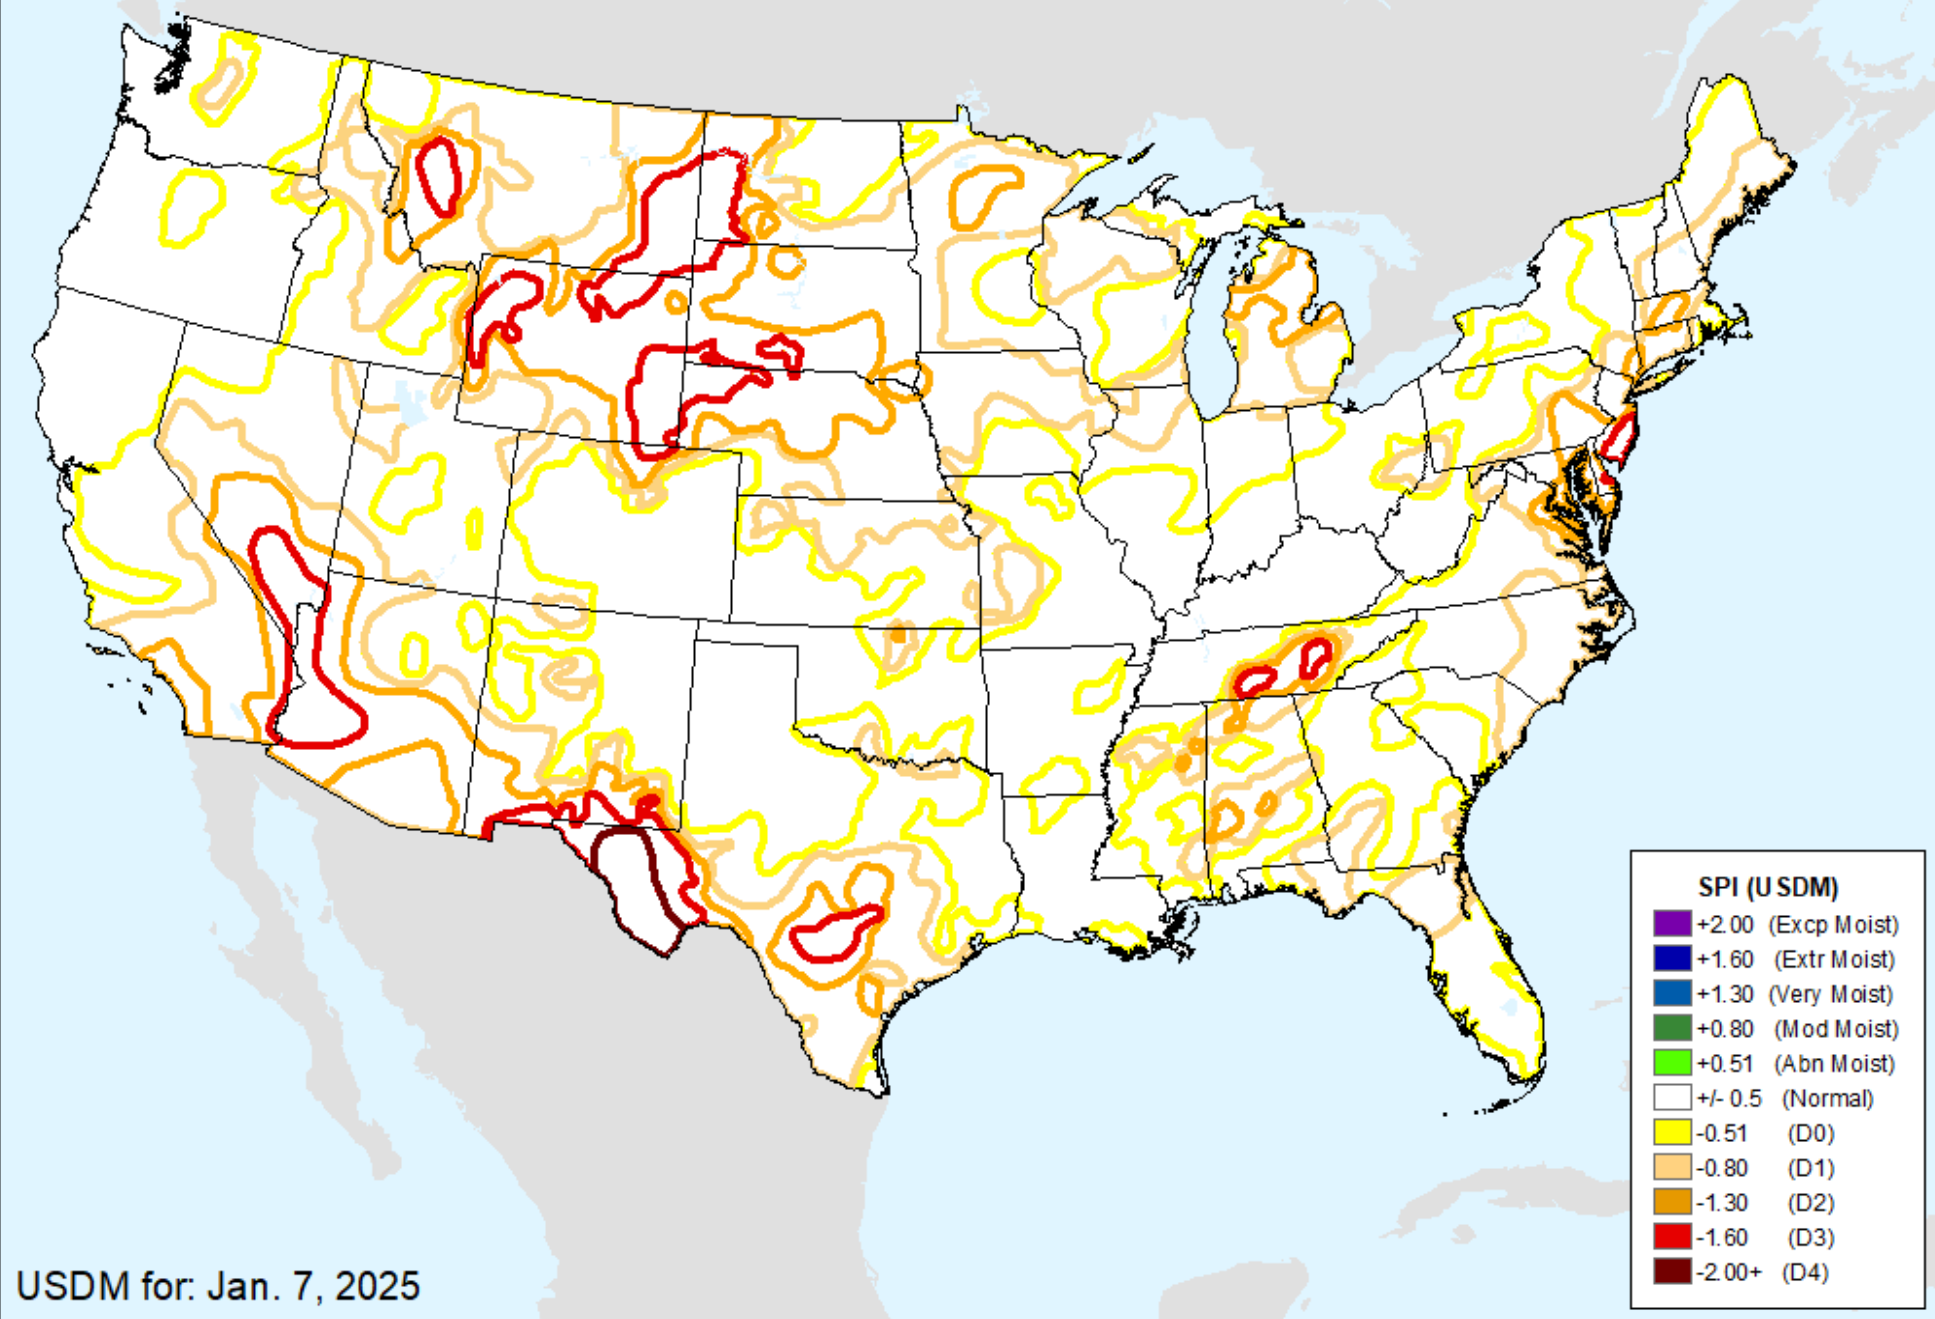 SPI (USDM)
+2.00 (Excp Moist)
+1.60 (Extr Moist)
+1.30 (Very Moist)
+0.80 (Mod Moist)
+0.51 (Abn Moist)
+/- 0.5 (Normal)
-0.51 (D0)
-0.80 (D1)
-1.30 (D2)
-1.60 (D3)
-2.00+ (D4)
USDM for: Jan. 7, 2025